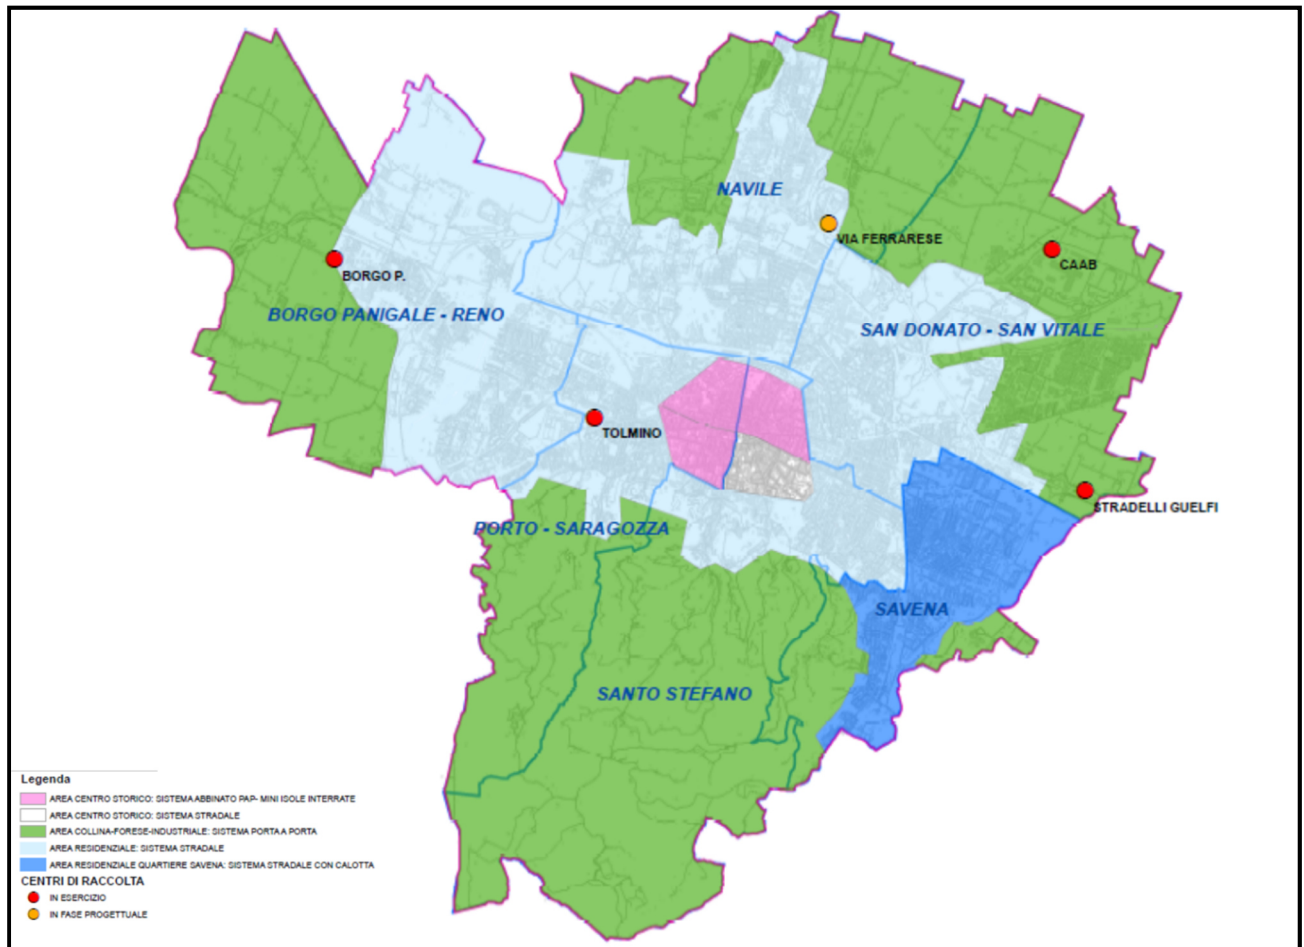 NAVILE
VIA FERRARESE
CAAB
BORGO P.
BORGO PANIGALE - RENO
SAN DONATO - SAN VITALE
TOLMINO
STRADELLI GUELFI
PORTO - SARAGOZZA
SAVENA
SANTO STEFANO
Legenda
AREA CENTRO STORICO: SISTEMA ABBINATO PAP- MINI ISOLE INTERRATE
AREA CENTRO STORICO: SISTEMA STRADALE
AREA COLLINA-FORESE-INDUSTRIALE: SISTEMA PORTA A PORTA
AREA RESIDENZIALE: SISTEMA STRADALE
AREA RESIDENZIALE QUARTIERE SAVENA: SISTEMA STRADALE CON CALOTTA
CENTRI DI RACCOLTA
IN ESERCIZIO
IN FASE PROGETTUALE